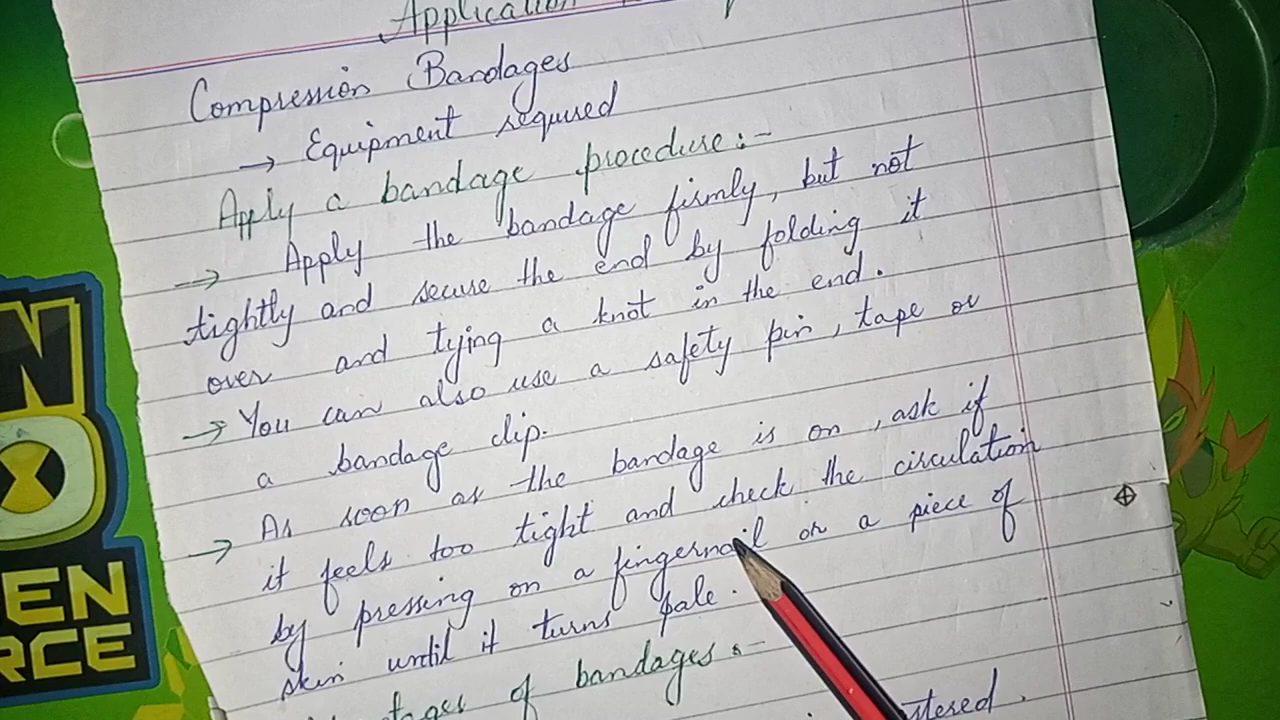 Application
Compression Bandages
→ Equipment required
Apply a bandage procedure :-
→ Apply the bandage firmly, but not
tightly and secure the end by folding it
over and tying a knot in the end.
→ You can also use a safety pin, tape or
a bandage clip.
→ As soon as the bandage is on, ask if
it feels too tight and check the circulation
by pressing on a fingernail or a piece of
skin until it turns pale.
of bandages :-
N
EN
RCE